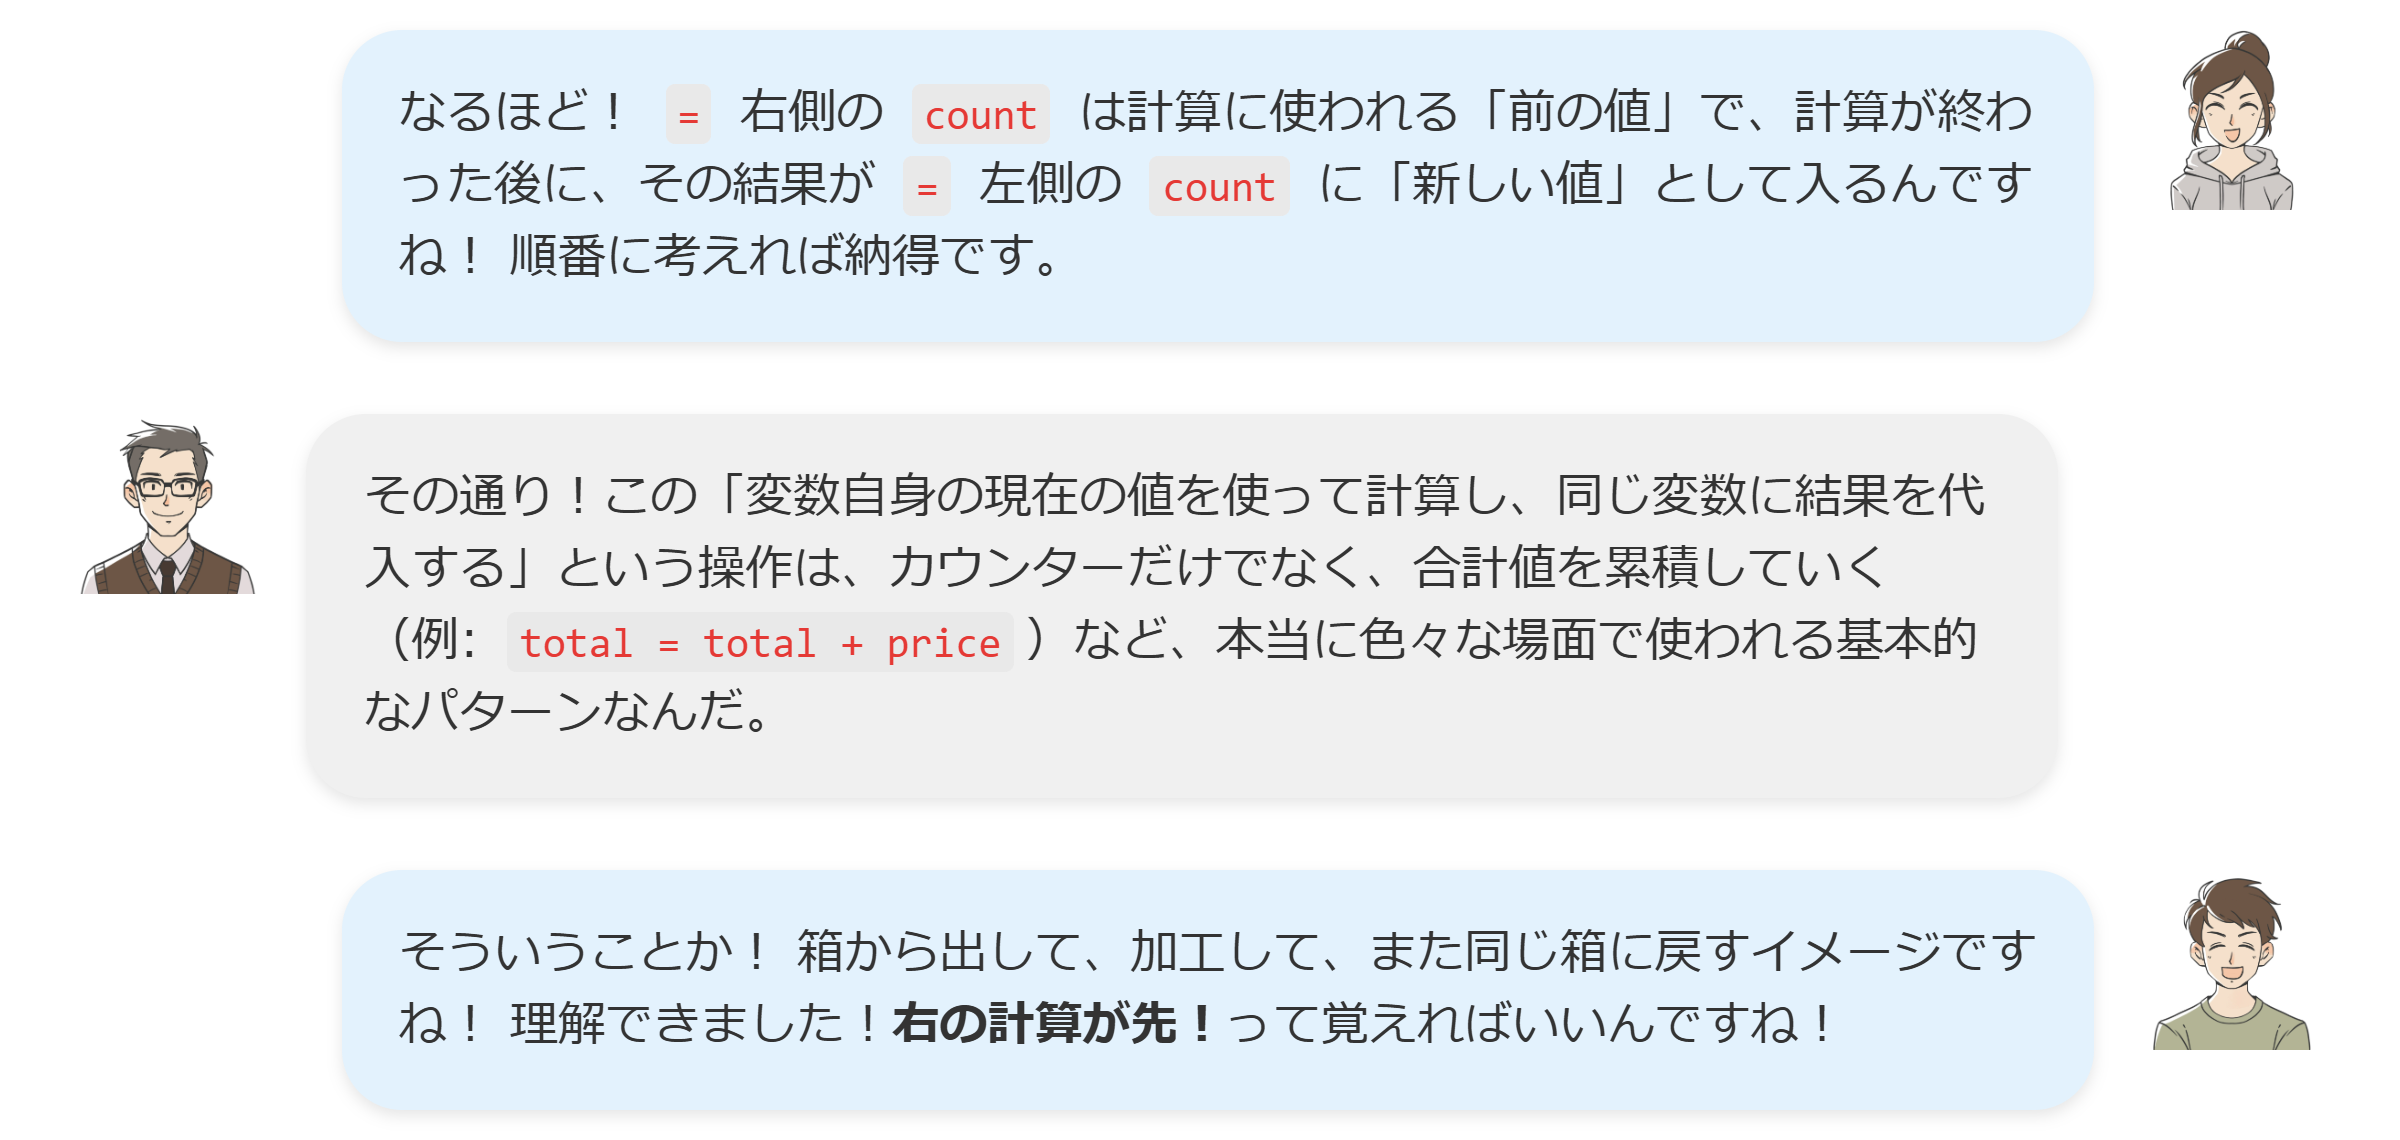 なるほど！ = 右側の count は計算に使われる「前の値」で、計算が終わ
った後に、その結果が = 左側の count に「新しい値」として入るんです
ね！ 順番に考えれば納得です。
その通り！この「変数自身の現在の値を使って計算し、同じ変数に結果を代
入する」という操作は、カウンターだけでなく、合計値を累積していく
（例: total = total + price ）など、本当に色々な場面で使われる基本的
なパターンなんだ。
そういうことか！ 箱から出して、加工して、また同じ箱に戻すイメージです
ね！ 理解できました！右の計算が先！って覚えればいいんですね！